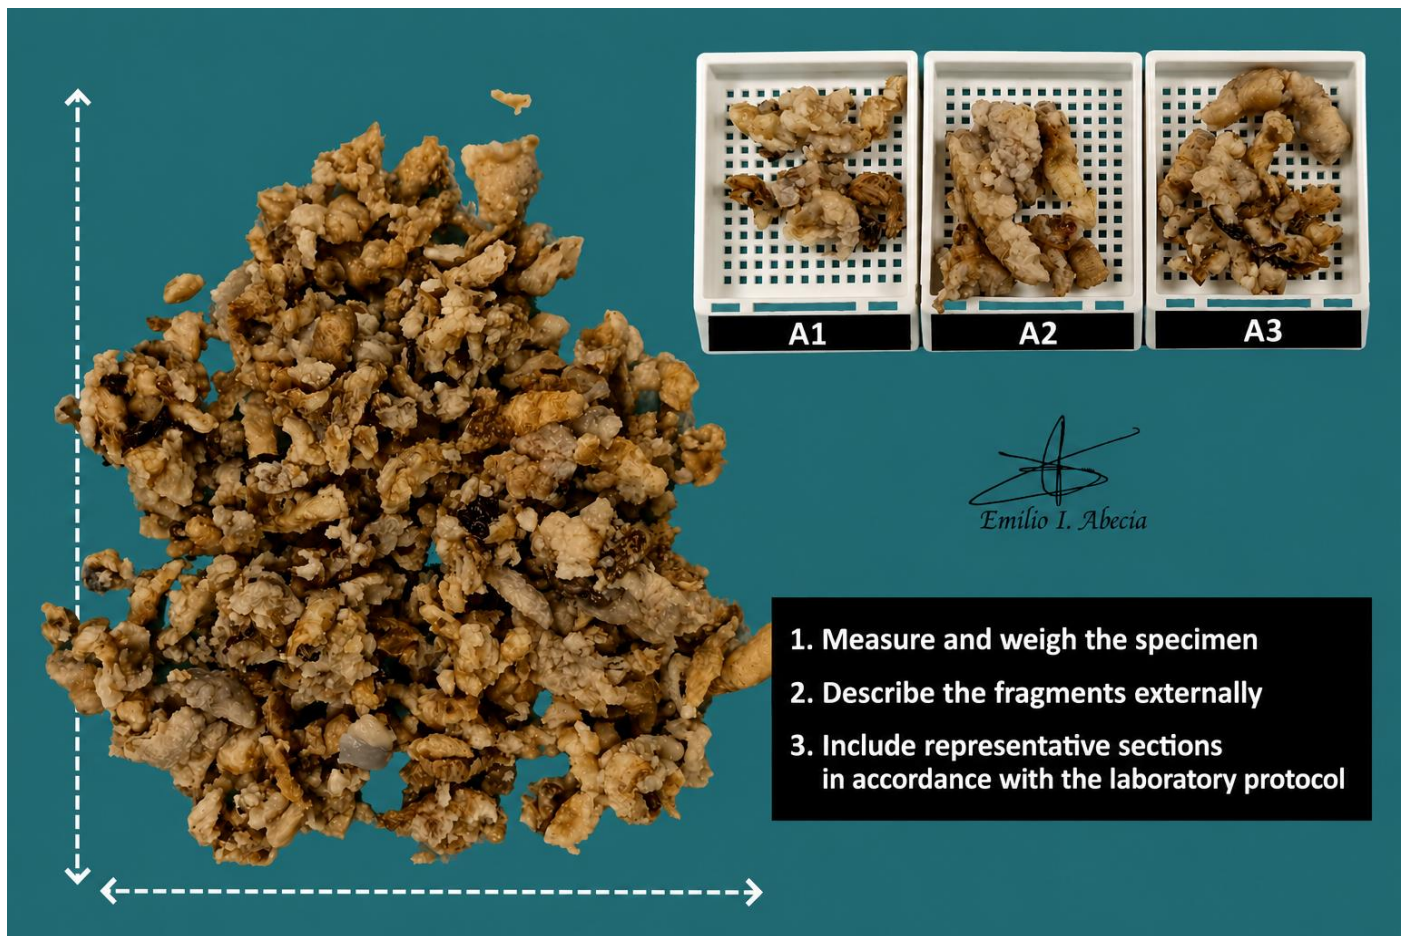 A1
A2
A3
Emilio I. Abecia
1. Measure and weigh the specimen
2. Describe the fragments externally
3. Include representative sections
in accordance with the laboratory protocol